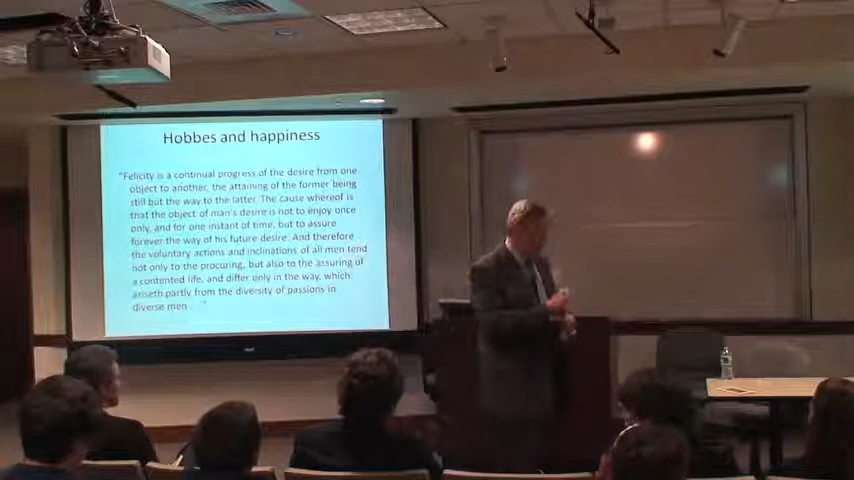 Hobbes and happiness
"Felicity is a continual progress of the desire from one
object to another, the attaining of the former being
still but the way to the latter. The cause whereof is
that the object of man's desire is not to enjoy once
only, and for one instant of time, but to assure
forever the way of his future desire. And therefore
the voluntary actions and inclinations of all men tend
not only to the procuring, but also to the assuring of
a contented life, and differ only in the way, which
ariseth partly from the diversity of passions in
diverse men . . ."